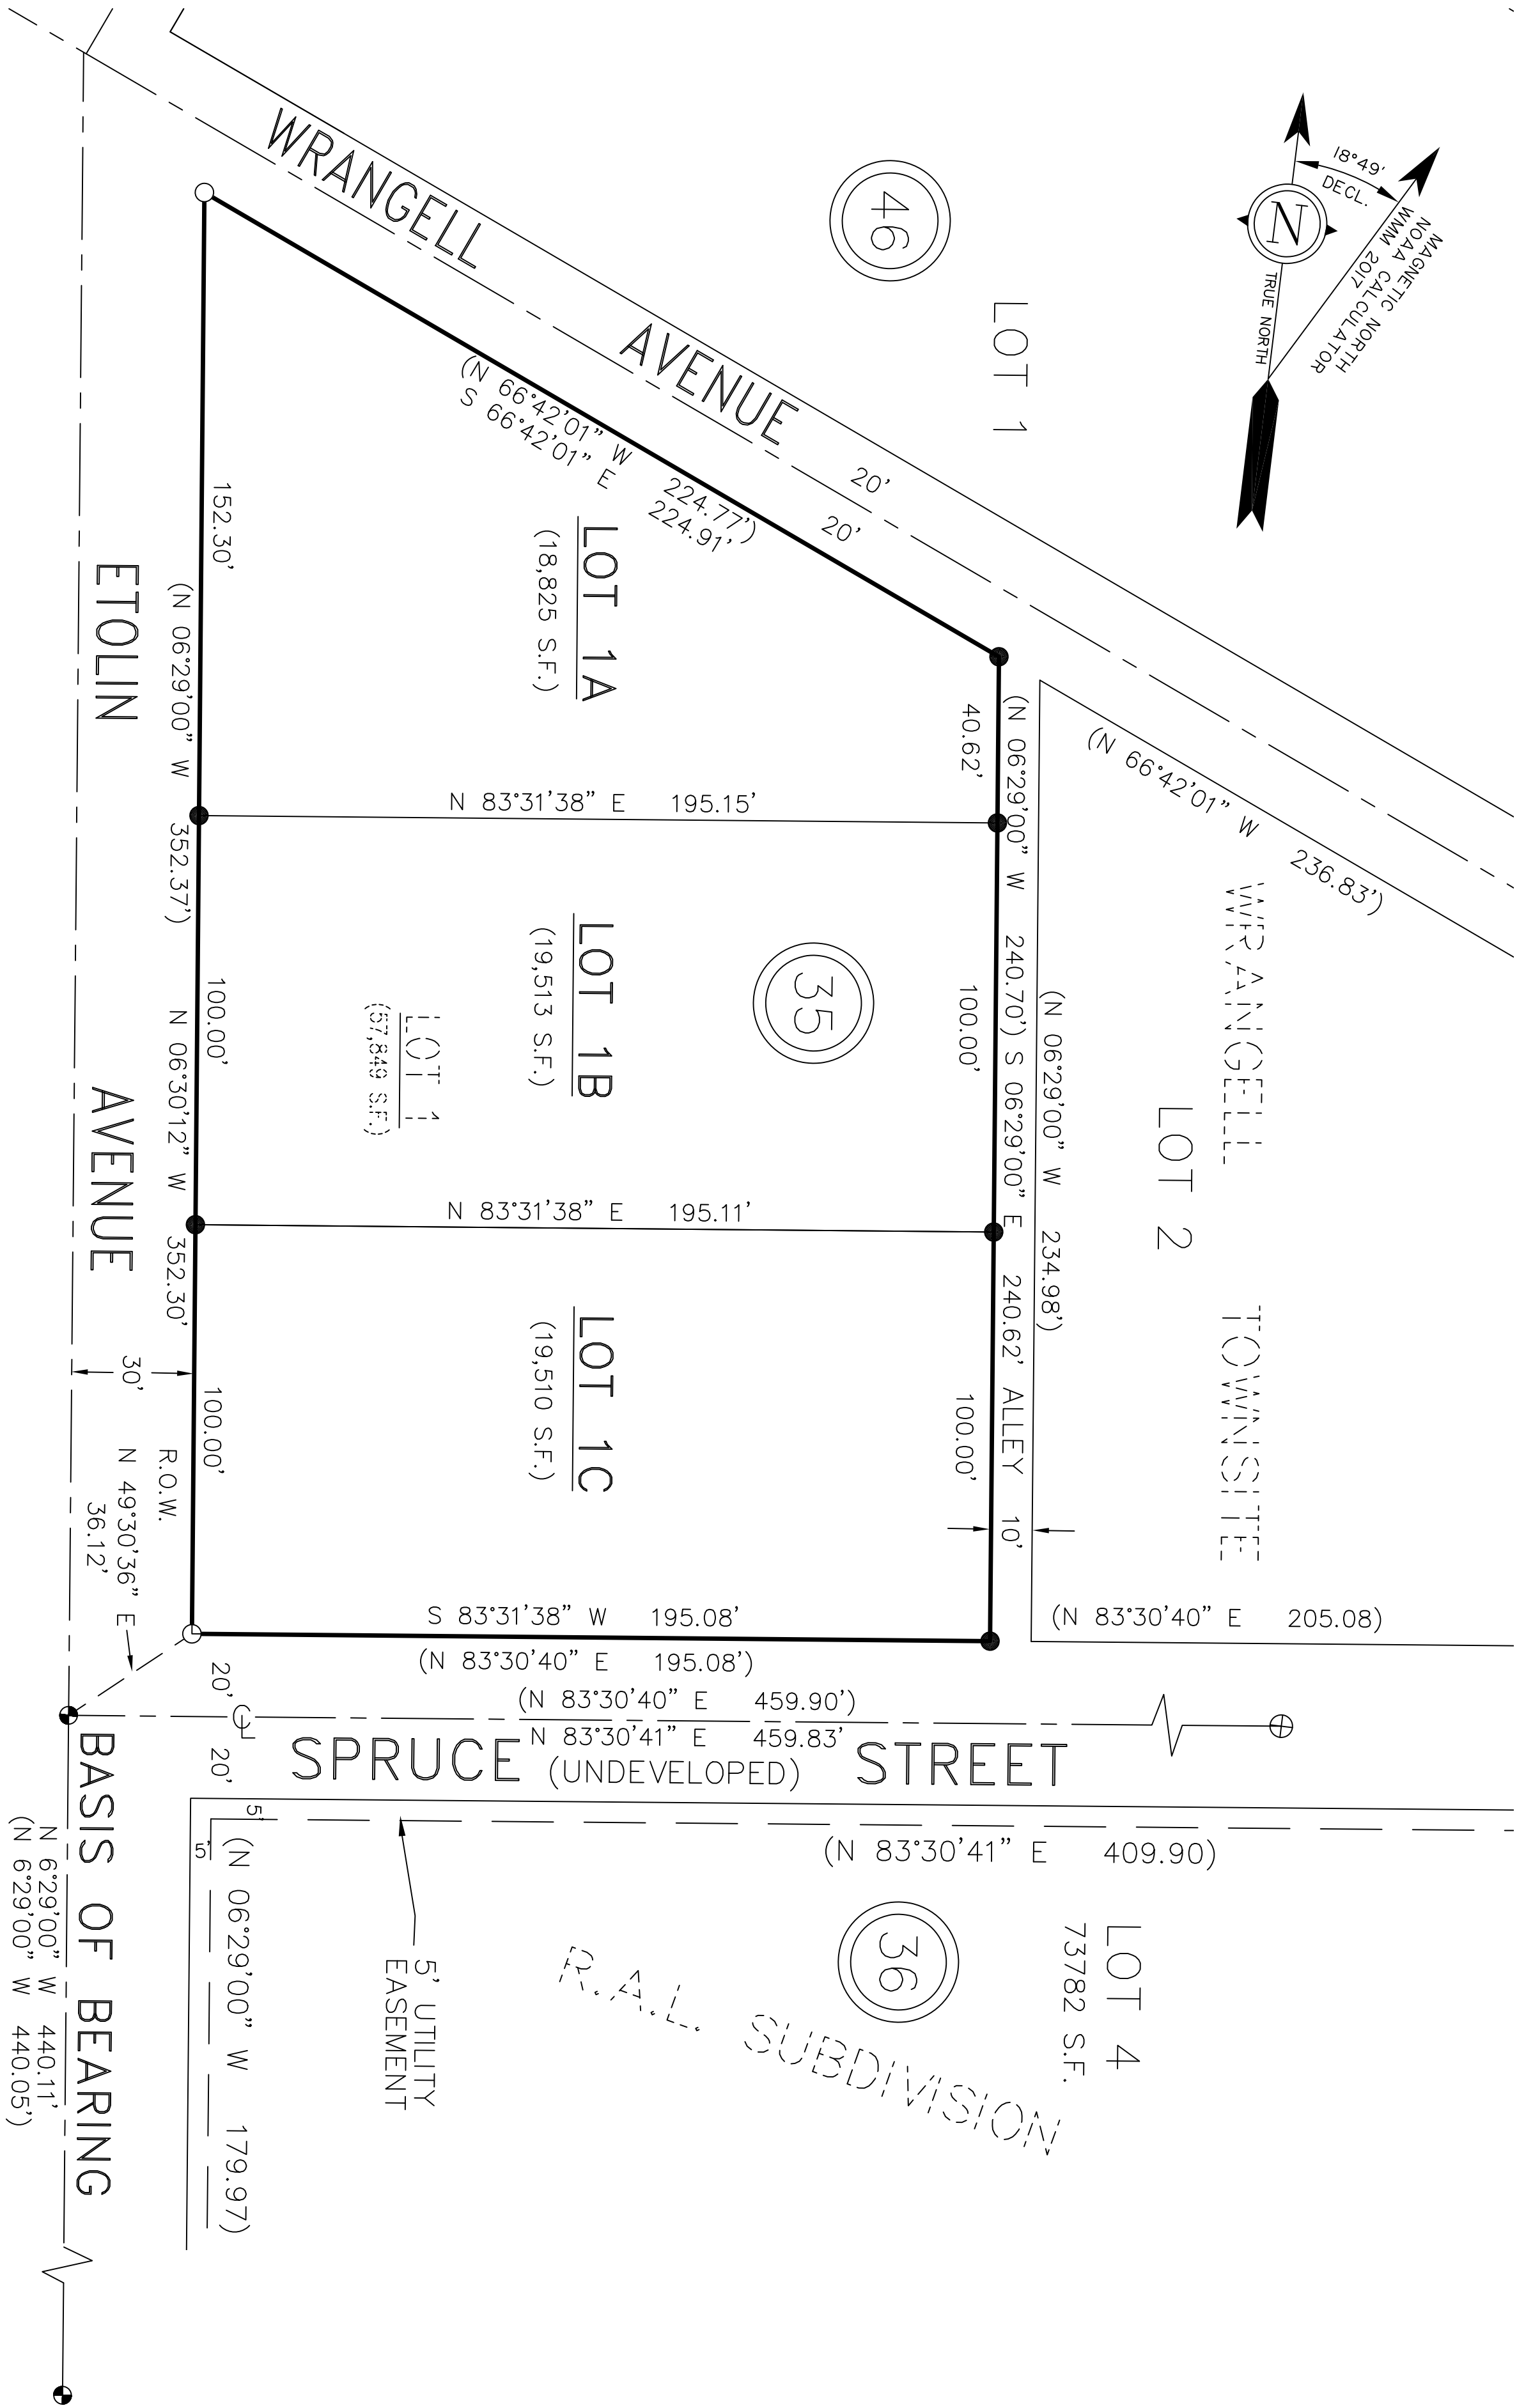 18°49'
DECL.
MAGNETIC NORTH
NOAA CALCULATOR
WMM 2017
N
TRUE NORTH
WRANGELL AVENUE
46
LOT 1
20'
20'
(N 66°42'01" W 224.77')
S 66°42'01" E 224.91'
LOT 1A
(18,825 S.F.)
152.30'
40.62'
(N 66°42'01" W 236.83')
(N 06°29'00" W 240.70') S 06°29'00" E 240.62' ALLEY 10'
(N 06°29'00" W 234.98')
WRANGELL TOWNSITE
LOT 2
N 83°31'38" E 195.15'
35
LOT 1B
(19,513 S.F.)
100.00'
100.00'
LOT 1
(57,849 S.F.)
N 83°31'38" E 195.11'
LOT 1C
(19,510 S.F.)
100.00'
100.00'
(N 06°29'00" W 352.37') N 06°30'12" W 352.30'
ETOLIN AVENUE
30'
R.O.W.
N 49°30'36" E
36.12'
S 83°31'38" W 195.08'
(N 83°30'40" E 195.08')
(N 83°30'40" E 205.08)
20'
CL
20'
(N 83°30'40" E 459.90')
N 83°30'41" E 459.83'
SPRUCE (UNDEVELOPED) STREET
BASIS OF BEARING
N 6°29'00" W 440.11'
(N 6°29'00" W 440.05')
5'
5'
(N 06°29'00" W 179.97)
(N 83°30'41" E 409.90)
5' UTILITY
EASEMENT
36
LOT 4
73782 S.F.
R.A.L. SUBDIVISION